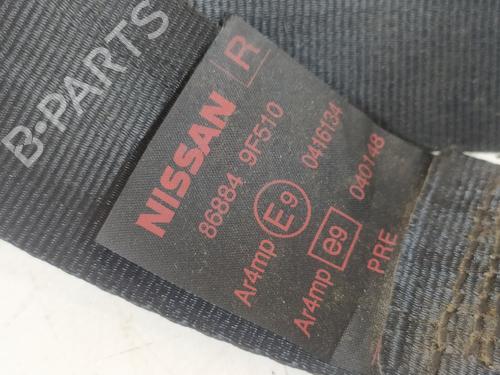 B-PARTS
NISSAN R
86884 9F510
Ar4mp E9 0416134
Ar4mp e9 040148
PRE